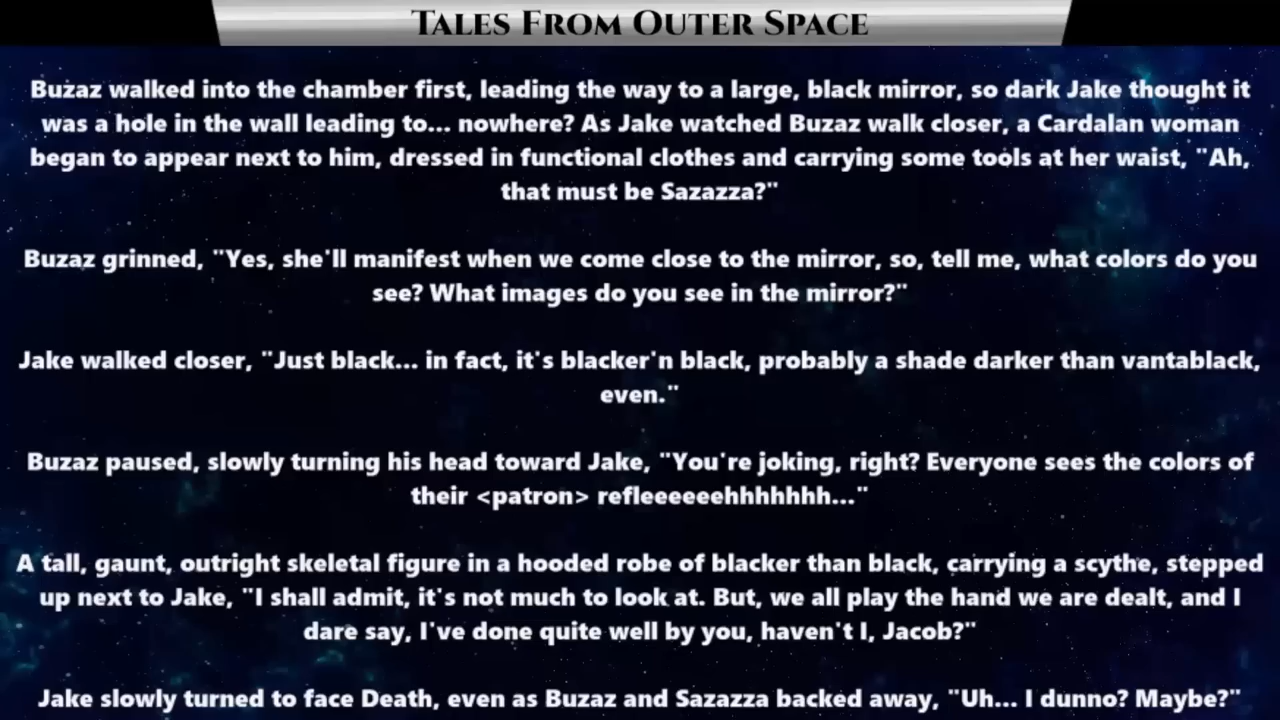 Tales From Outer Space
Buzaz walked into the chamber first, leading the way to a large, black mirror, so dark Jake thought it
was a hole in the wall leading to... nowhere? As Jake watched Buzaz walk closer, a Cardalan woman
began to appear next to him, dressed in functional clothes and carrying some tools at her waist, "Ah,
that must be Sazazza?"
Buzaz grinned, "Yes, she'll manifest when we come close to the mirror, so, tell me, what colors do you
see? What images do you see in the mirror?"
Jake walked closer, "Just black... in fact, it's blacker'n black, probably a shade darker than vantablack,
even."
Buzaz paused, slowly turning his head toward Jake, "You're joking, right? Everyone sees the colors of
their <patron> refleeeeeehhhhhhh..."
A tall, gaunt, outright skeletal figure in a hooded robe of blacker than black, carrying a scythe, stepped
up next to Jake, "I shall admit, it's not much to look at. But, we all play the hand we are dealt, and I
dare say, I've done quite well by you, haven't I, Jacob?"
Jake slowly turned to face Death, even as Buzaz and Sazazza backed away, "Uh... I dunno? Maybe?"